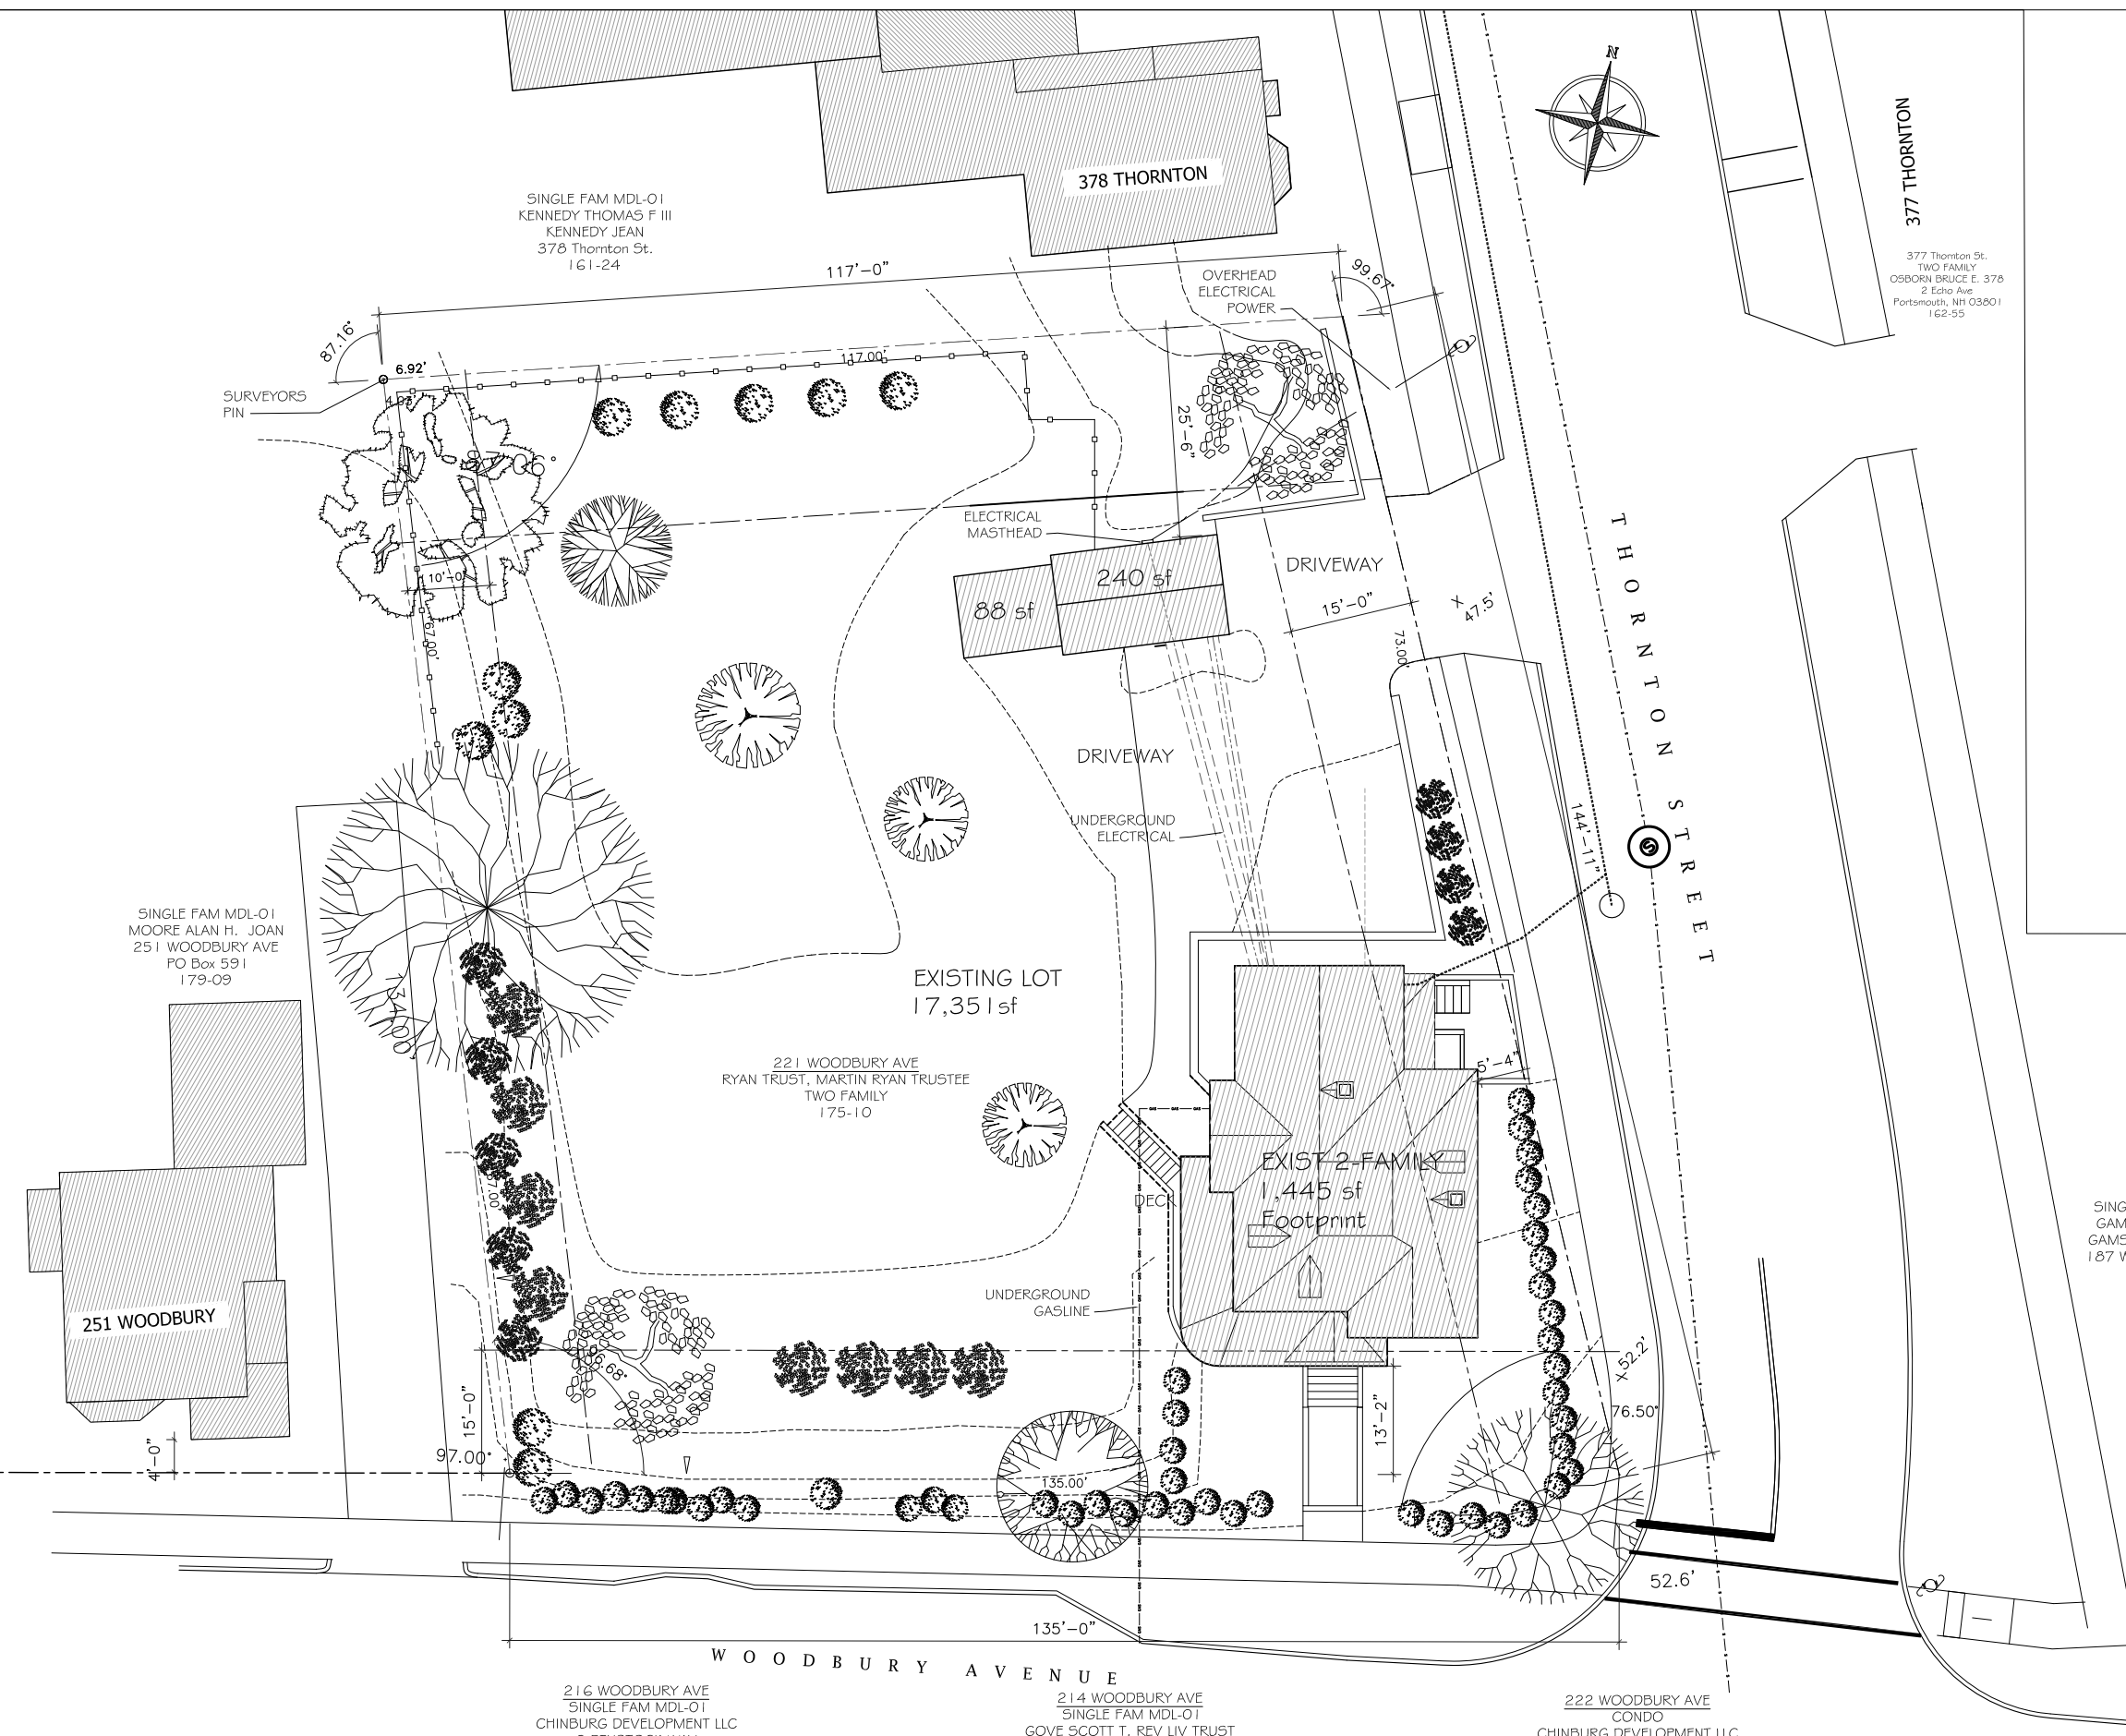 N
378 THORNTON
377 THORNTON
SINGLE FAM MDL-01
KENNEDY THOMAS F III
KENNEDY JEAN
378 Thornton St.
161-24
377 Thornton St.
TWO FAMILY
OSBORN BRUCE E. 378
2 Echo Ave
Portsmouth, NH 03801
162-55
117'-0"
OVERHEAD
ELECTRICAL
POWER
99.67°
87.16°
6.92'
117.00'
SURVEYORS
PIN
25'-6"
ELECTRICAL
MASTHEAD
10'-0"
67.00'
88 sf
240 sf
DRIVEWAY
15'-0"
47.5'
73.00'
THORNTON STREET
DRIVEWAY
UNDERGROUND
ELECTRICAL
144'-11"
S
SINGLE FAM MDL-01
MOORE ALAN H. JOAN
251 WOODBURY AVE
PO Box 591
179-09
EXISTING LOT
17,351sf
221 WOODBURY AVE
RYAN TRUST, MARTIN RYAN TRUSTEE
TWO FAMILY
175-10
5'-4"
EXIST 2-FAMILY
1,445 sf
Footprint
DECK
SING
GAM
GAMS
187 W
UNDERGROUND
GASLINE
251 WOODBURY
52.2'
76.50°
15'-0"
13'-2"
4'-0"
97.00°
135.00'
52.6'
135'-0"
WOODBURY AVENUE
216 WOODBURY AVE
SINGLE FAM MDL-01
CHINBURG DEVELOPMENT LLC
214 WOODBURY AVE
SINGLE FAM MDL-01
GOVE SCOTT T. REV LIV TRUST
222 WOODBURY AVE
CONDO
CHINBURG DEVELOPMENT LLC